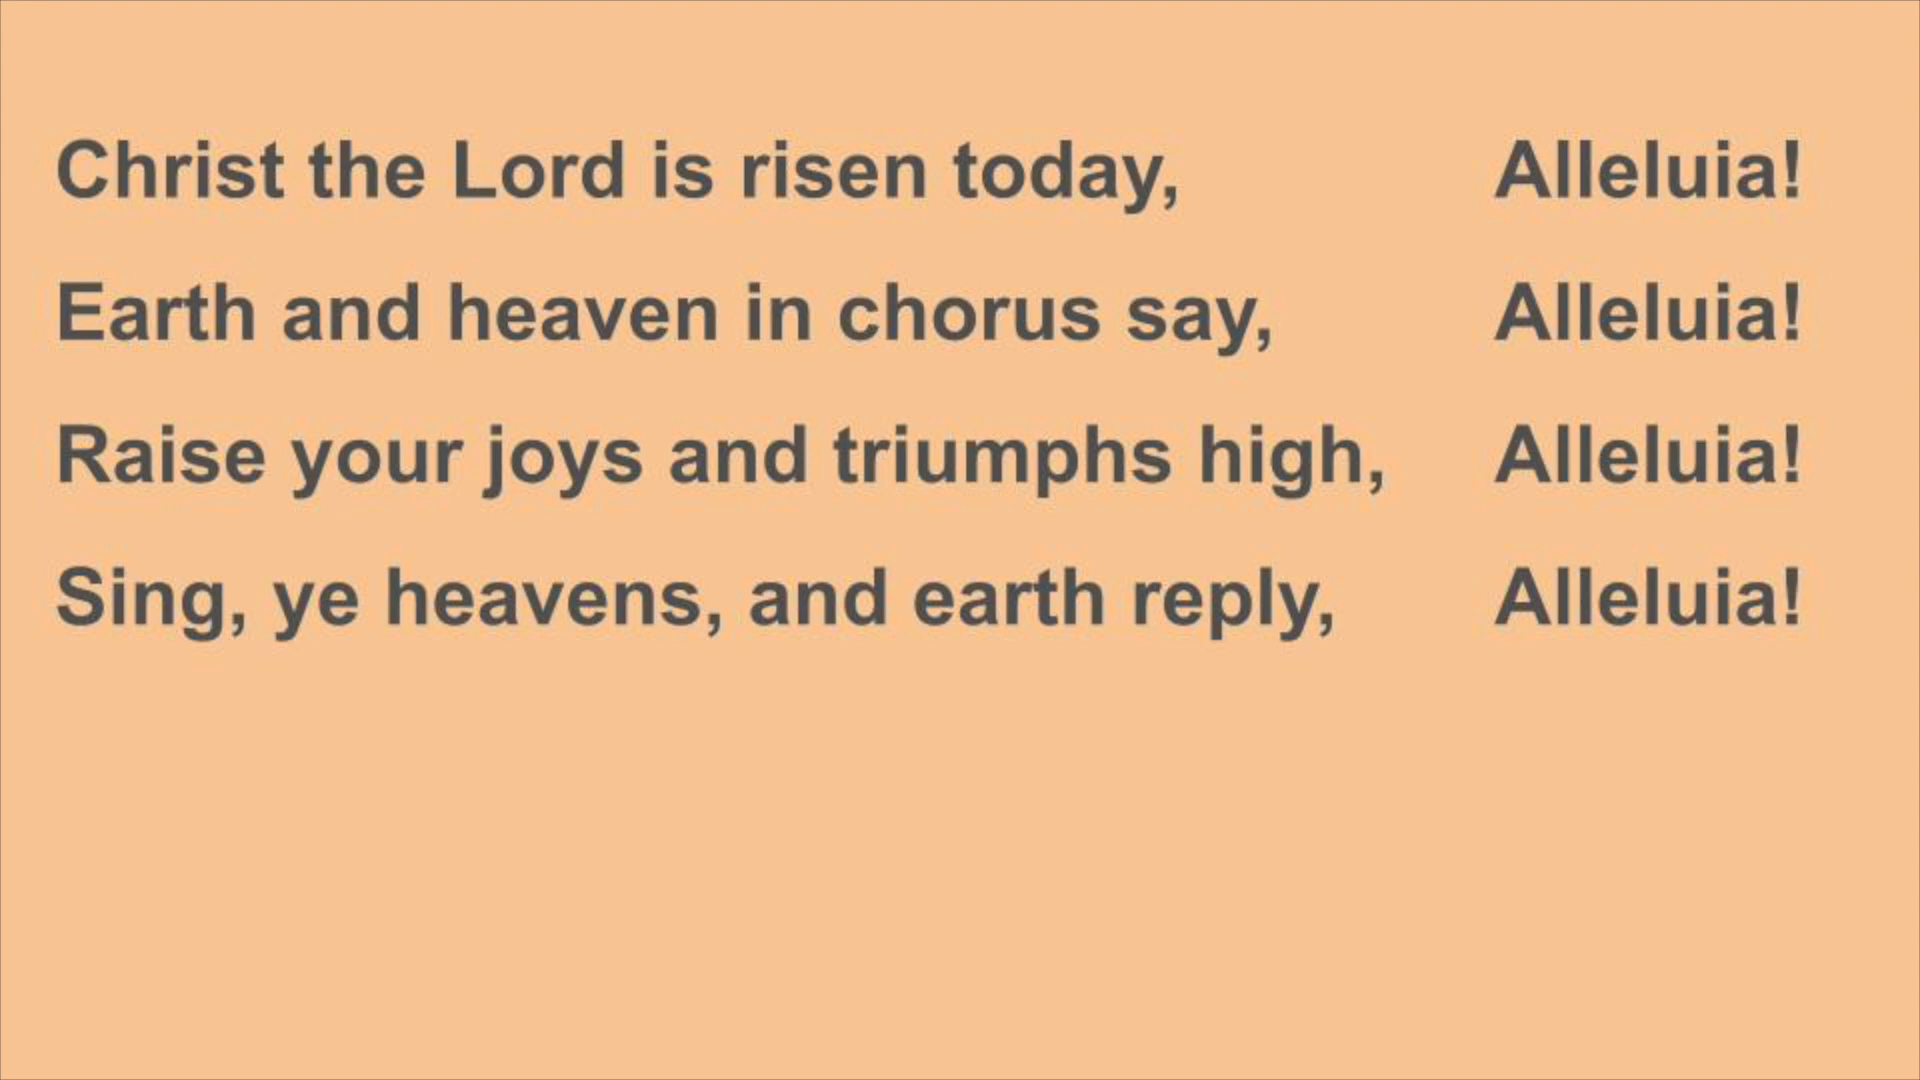 Christ the Lord is risen today, Alleluia!
Earth and heaven in chorus say, Alleluia!
Raise your joys and triumphs high, Alleluia!
Sing, ye heavens, and earth reply, Alleluia!